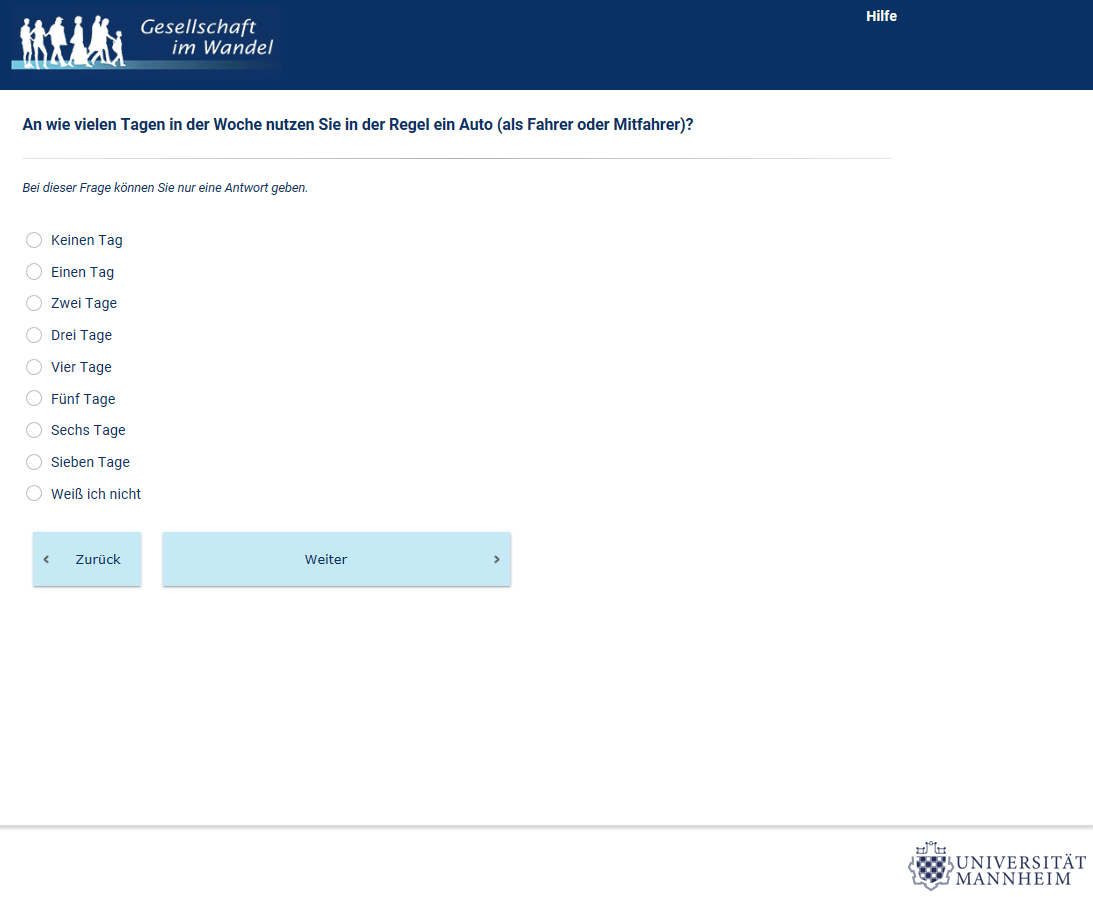 Gesellschaft
im Wandel
Hilfe
An wie vielen Tagen in der Woche nutzen Sie in der Regel ein Auto (als Fahrer oder Mitfahrer)?
Bei dieser Frage können Sie nur eine Antwort geben.
Keinen Tag
Einen Tag
Zwei Tage
Drei Tage
Vier Tage
Fünf Tage
Sechs Tage
Sieben Tage
Weiß ich nicht
‹ Zurück
Weiter ›
UNIVERSITÄT
MANNHEIM